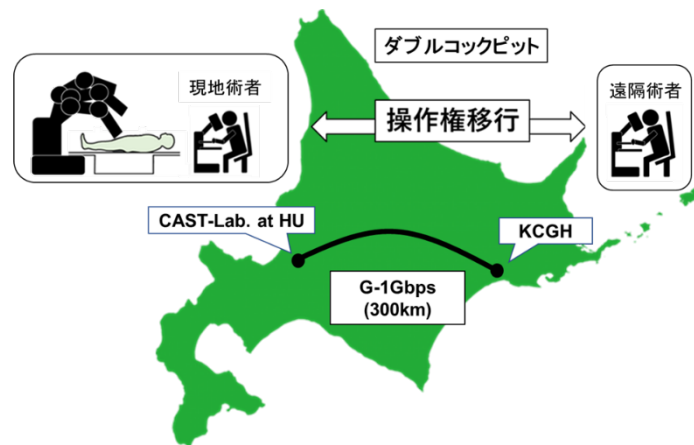 ダブルコックピット
現地術者
遠隔術者
操作権移行
CAST-Lab. at HU
KCGH
G-1Gbps
(300km)